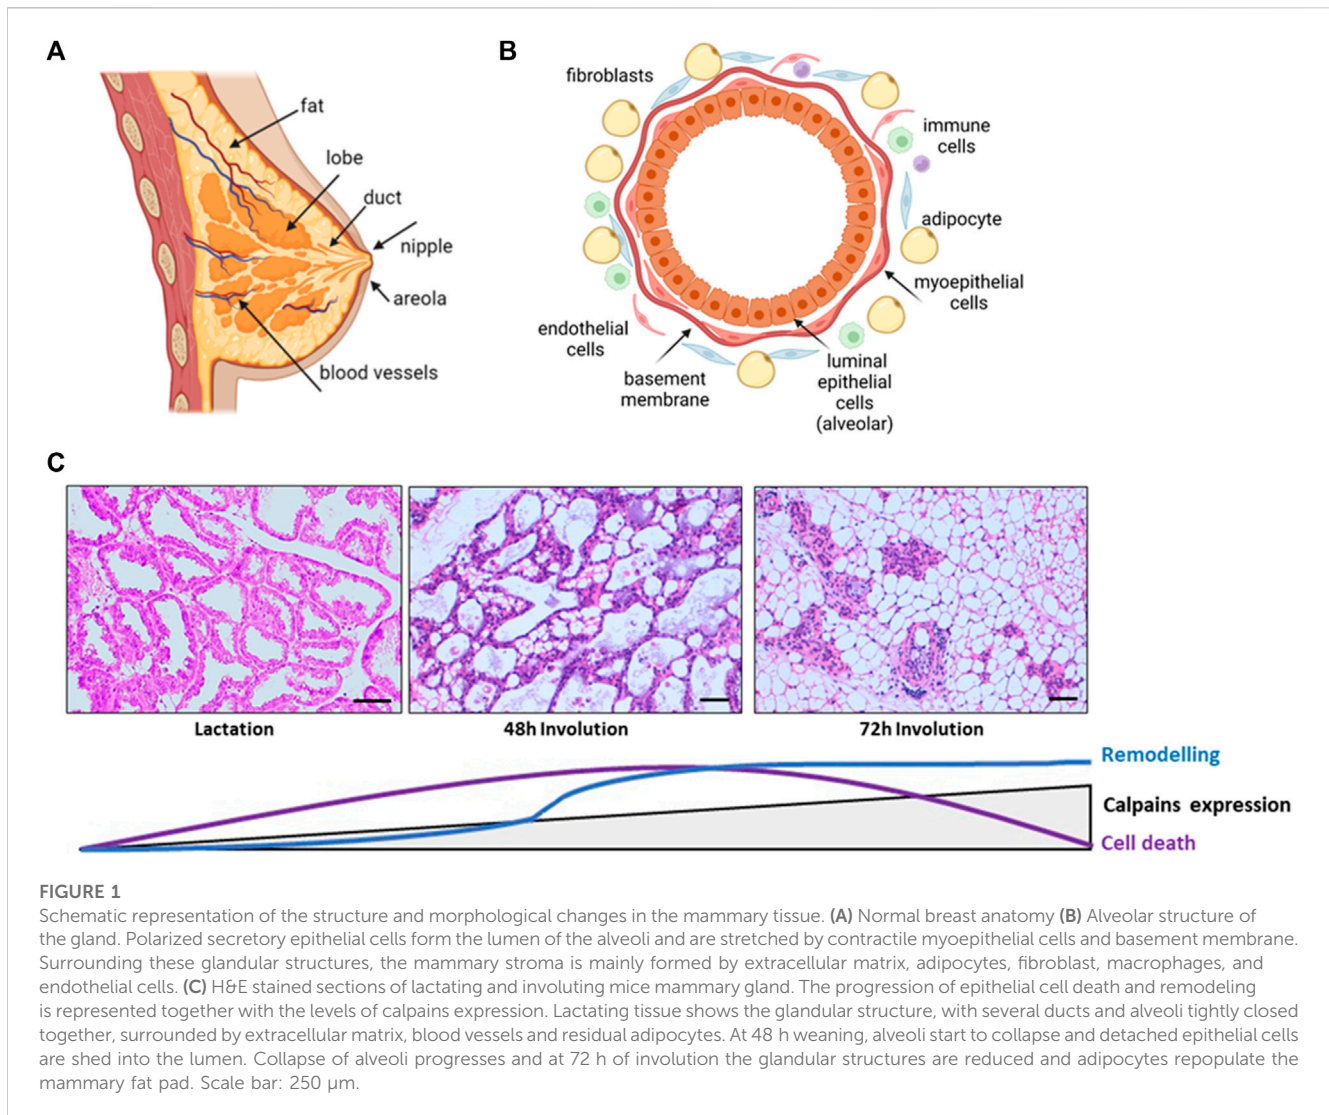 A
fat
lobe
duct
nipple
areola
blood vessels
B
fibroblasts
immune
cells
adipocyte
myoepithelial
cells
endothelial
cells
basement
membrane
luminal
epithelial
cells
(alveolar)
C
Lactation
48h Involution
72h Involution
Remodelling
Calpains expression
Cell death
FIGURE 1
Schematic representation of the structure and morphological changes in the mammary tissue. (A) Normal breast anatomy (B) Alveolar structure of
the gland. Polarized secretory epithelial cells form the lumen of the alveoli and are stretched by contractile myoepithelial cells and basement membrane.
Surrounding these glandular structures, the mammary stroma is mainly formed by extracellular matrix, adipocytes, fibroblast, macrophages, and
endothelial cells. (C) H&E stained sections of lactating and involuting mice mammary gland. The progression of epithelial cell death and remodeling
is represented together with the levels of calpains expression. Lactating tissue shows the glandular structure, with several ducts and alveoli tightly closed
together, surrounded by extracellular matrix, blood vessels and residual adipocytes. At 48 h weaning, alveoli start to collapse and detached epithelial cells
are shed into the lumen. Collapse of alveoli progresses and at 72 h of involution the glandular structures are reduced and adipocytes repopulate the
mammary fat pad. Scale bar: 250 μm.